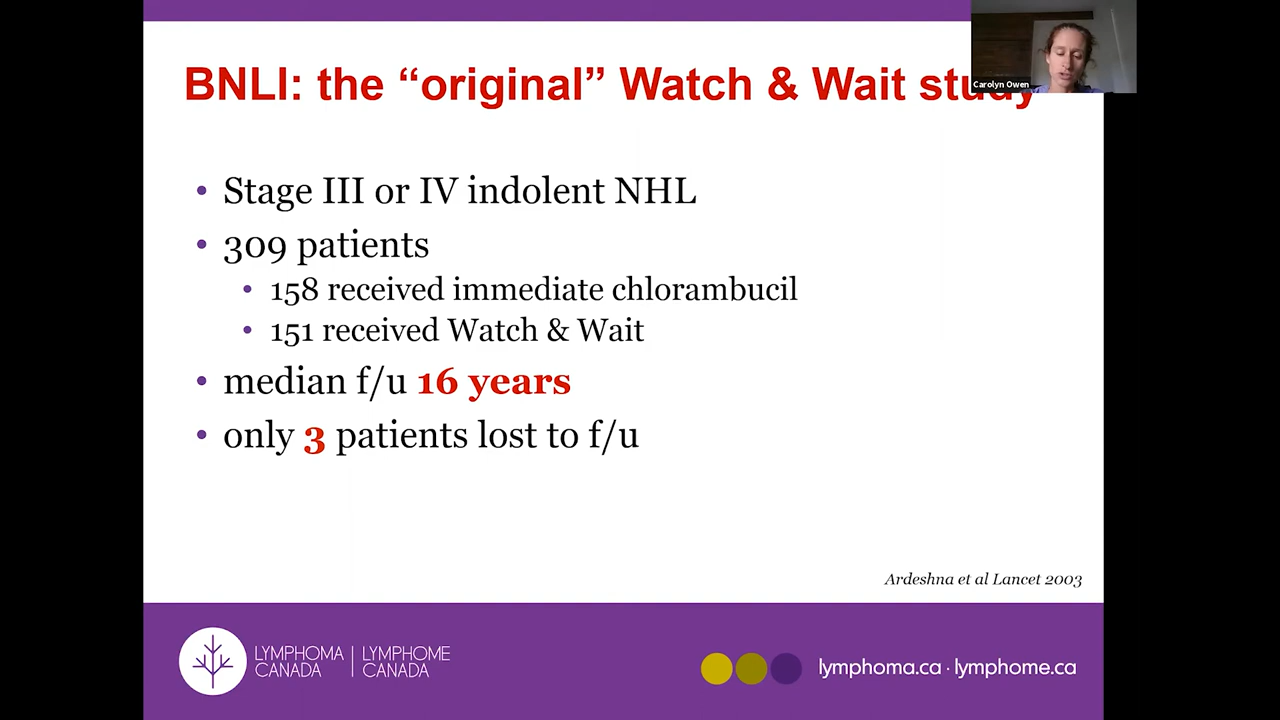 BNLI: the “original” Watch & Wait study
Carolyn Owen
• Stage III or IV indolent NHL
• 309 patients
• 158 received immediate chlorambucil
• 151 received Watch & Wait
• median f/u 16 years
• only 3 patients lost to f/u
Ardeshna et al Lancet 2003
LYMPHOMA CANADA | LYMPHOME CANADA
lymphoma.ca · lymphome.ca